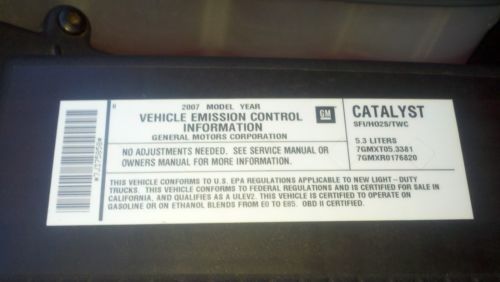 2007 MODEL YEAR
VEHICLE EMISSION CONTROL
INFORMATION
GENERAL MOTORS CORPORATION
GM
CATALYST
SFI/HO2S/TWC
NO ADJUSTMENTS NEEDED. SEE SERVICE MANUAL OR
OWNERS MANUAL FOR MORE INFORMATION.
5.3 LITERS
7GMXT05.3381
7GMXR0176820
THIS VEHICLE CONFORMS TO U.S. EPA REGULATIONS APPLICABLE TO NEW LIGHT-DUTY
TRUCKS. THIS VEHICLE CONFORMS TO FEDERAL REGULATIONS AND IS CERTIFIED FOR SALE IN
CALIFORNIA, AND QUALIFIES AS A ULEV2. THIS VEHICLE IS CERTIFIED TO OPERATE ON
GASOLINE OR ON ETHANOL BLENDS FROM E0 TO E85. OBD II CERTIFIED.